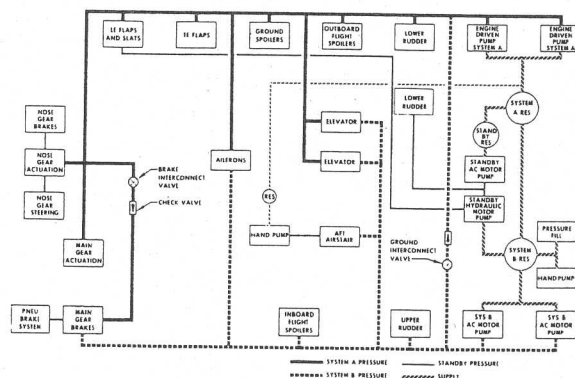 LE FLAPS
AND SLATS
TE FLAPS
GROUND
SPOILERS
OUTBOARD
FLIGHT
SPOILERS
LOWER
RUDDER
ENGINE
DRIVEN
PUMP
SYSTEM A
ENGINE
DRIVEN
PUMP
SYSTEM A
NOSE
GEAR
BRAKES
NOSE
GEAR
ACTUATION
NOSE
GEAR
STEERING
BRAKE
INTERCONNECT
VALVE
CHECK VALVE
MAIN
GEAR
ACTUATION
PNEU
BRAKE
SYSTEM
MAIN
GEAR
BRAKES
AILERONS
ELEVATOR
ELEVATOR
RES
HAND PUMP
AFT
AIRSTAIR
LOWER
RUDDER
SYSTEM A
RES
STAND
BY
RES
STANDBY
AC MOTOR
PUMP
STANDBY
HYDRAULIC
MOTOR
PUMP
GROUND
INTERCONNECT
VALVE
PRESSURE
FILL
SYSTEM
B RES
HAND PUMP
INBOARD
FLIGHT
SPOILERS
UPPER
RUDDER
SYS B
AC MOTOR
PUMP
SYS B
AC MOTOR
PUMP
SYSTEM A PRESSURE
STANDBY PRESSURE
SYSTEM B PRESSURE
SUPPLY